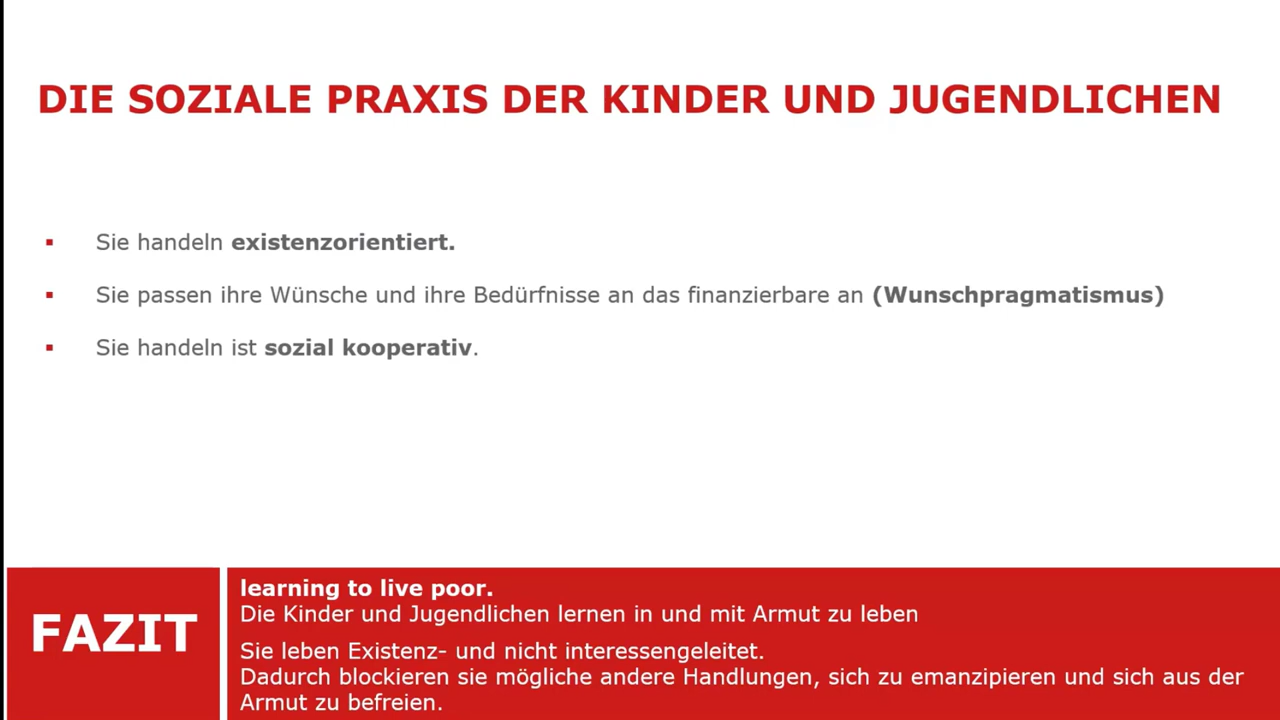 DIE SOZIALE PRAXIS DER KINDER UND JUGENDLICHEN
▪ Sie handeln existenzorientiert.
▪ Sie passen ihre Wünsche und ihre Bedürfnisse an das finanzierbare an (Wunschpragmatismus)
▪ Sie handeln ist sozial kooperativ.
FAZIT
learning to live poor.
Die Kinder und Jugendlichen lernen in und mit Armut zu leben
Sie leben Existenz- und nicht interessengeleitet.
Dadurch blockieren sie mögliche andere Handlungen, sich zu emanzipieren und sich aus der
Armut zu befreien.